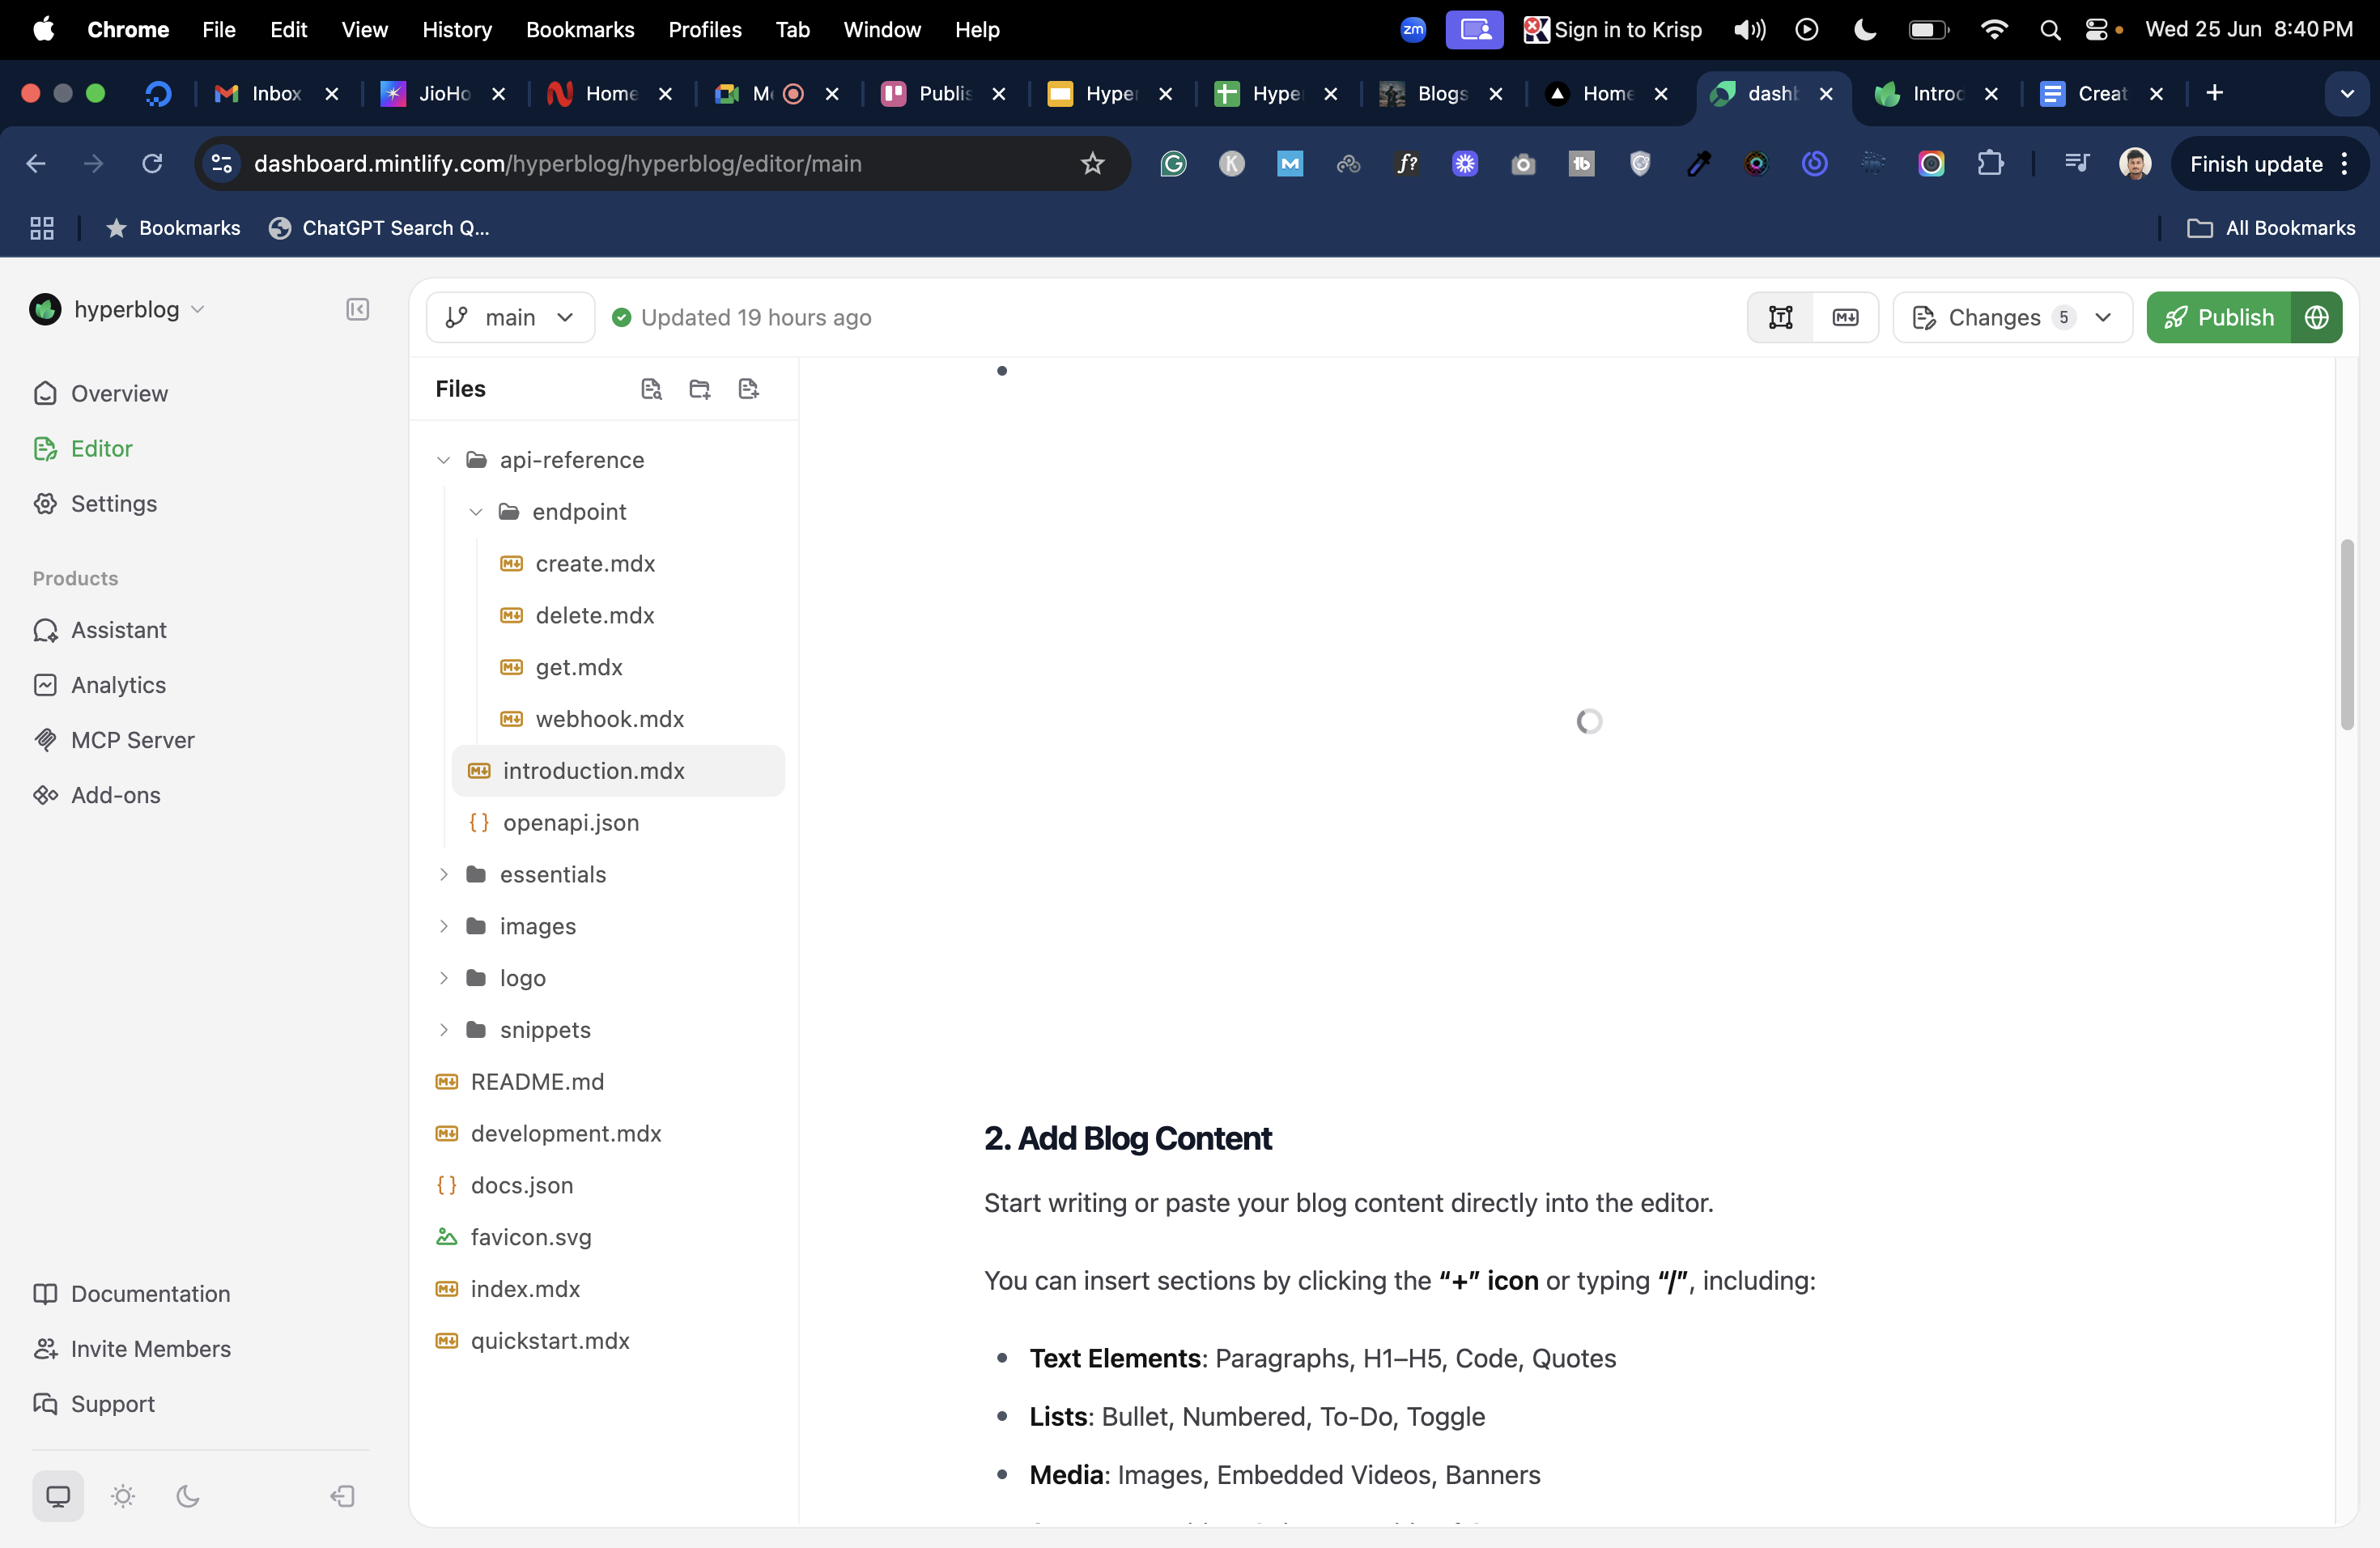 Chrome File Edit View History Bookmarks Profiles Tab Window Help zm Sign in to Krisp Wed 25 Jun 8:40 PM
Inbox JioHo Home Me Publis Hyper Hyper Blogs Home dashb Introd Creat
dashboard.mintlify.com/hyperblog/hyperblog/editor/main Finish update
Bookmarks ChatGPT Search Q... All Bookmarks
hyperblog
Overview
Editor
Settings
Products
Assistant
Analytics
MCP Server
Add-ons
Documentation
Invite Members
Support
main Updated 19 hours ago Changes 5 Publish
Files
api-reference
endpoint
create.mdx
delete.mdx
get.mdx
webhook.mdx
introduction.mdx
openapi.json
essentials
images
logo
snippets
README.md
development.mdx
docs.json
favicon.svg
index.mdx
quickstart.mdx
2. Add Blog Content
Start writing or paste your blog content directly into the editor.
You can insert sections by clicking the “+” icon or typing “/”, including:
• Text Elements: Paragraphs, H1–H5, Code, Quotes
• Lists: Bullet, Numbered, To-Do, Toggle
• Media: Images, Embedded Videos, Banners